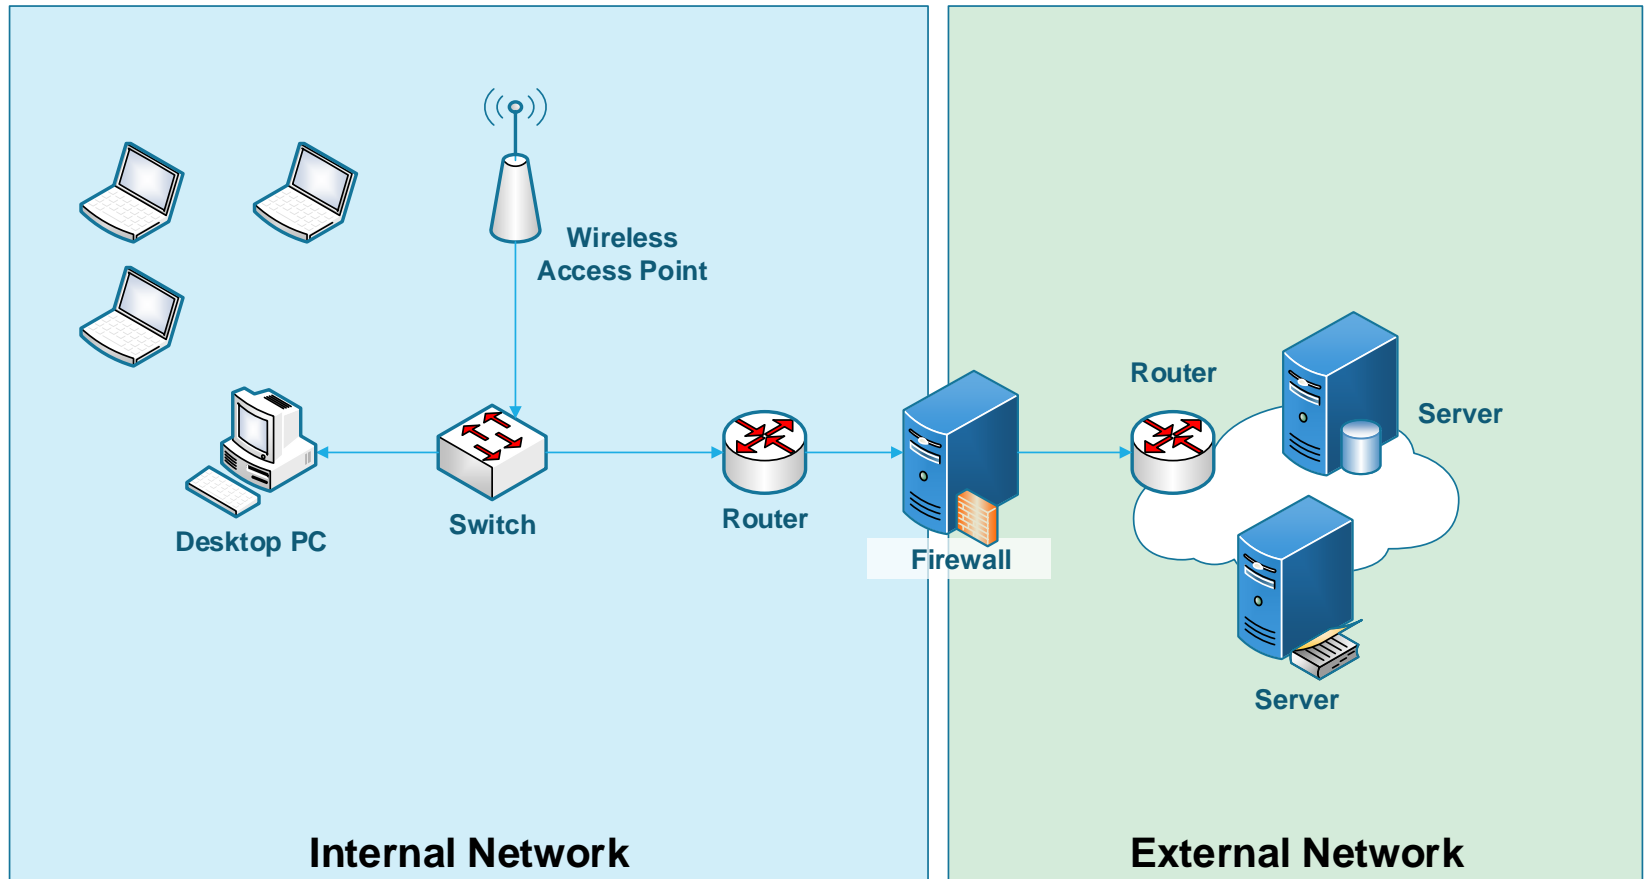 Wireless
Access Point
Router
Server
Desktop PC
Switch
Router
Firewall
Server
Internal Network
External Network